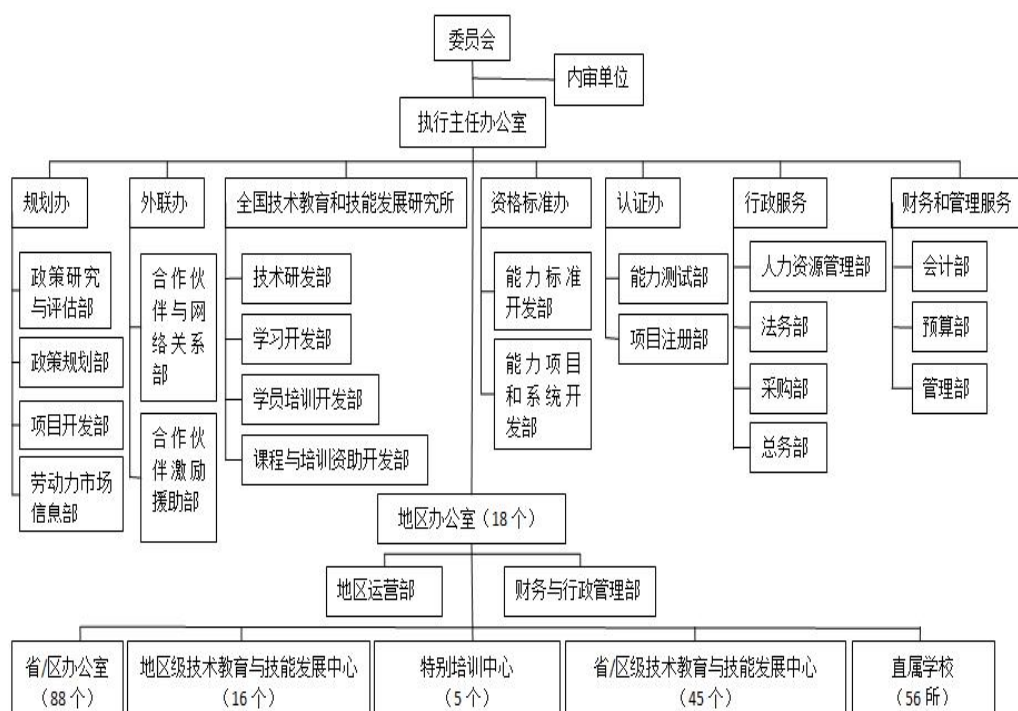 委员会
内审单位
执行主任办公室
规划办
外联办
全国技术教育和技能发展研究所
资格标准办
认证办
行政服务
财务和管理服务
政策研究
与评估部
政策规划部
项目开发部
劳动力市场
信息部
合作伙
伴与网
络关系
部
合作伙
伴激励
援助部
技术研发部
学习开发部
学员培训开发部
课程与培训资助开发部
能力标准
开发部
能力项目
和系统开
发部
能力测试部
项目注册部
人力资源管理部
法务部
采购部
总务部
会计部
预算部
管理部
地区办公室（18个）
地区运营部
财务与行政管理部
省/区办公室
（88个）
地区级技术教育与技能发展中心
（16个）
特别培训中心
（5个）
省/区级技术教育与技能发展中心
（45个）
直属学校
（56所）